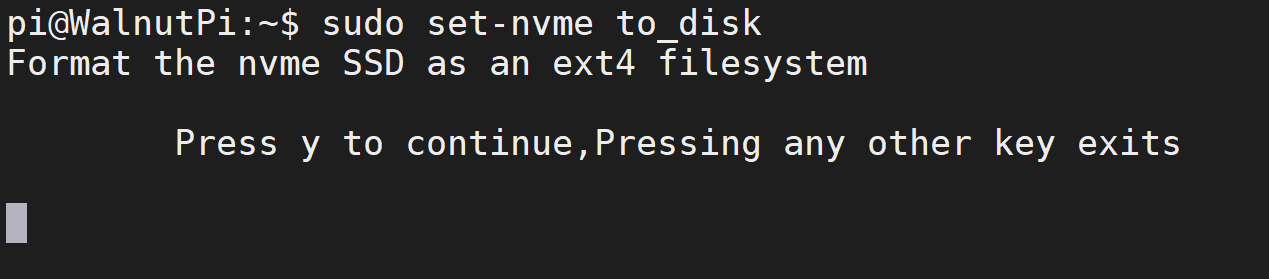 pi@WalnutPi:~$ sudo set-nvme to_disk
Format the nvme SSD as an ext4 filesystem
Press y to continue,Pressing any other key exits